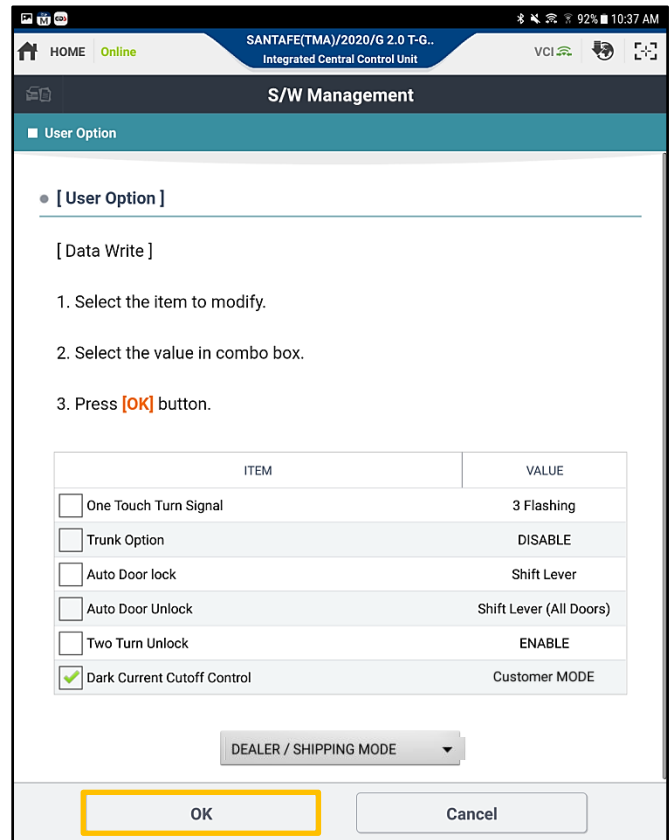 92% 10:37 AM
HOME Online
SANTAFE(TMA)/2020/G 2.0 T-G..
Integrated Central Control Unit
VCI
S/W Management
User Option
[ User Option ]
[ Data Write ]
1. Select the item to modify.
2. Select the value in combo box.
3. Press [OK] button.
ITEM VALUE
One Touch Turn Signal 3 Flashing
Trunk Option DISABLE
Auto Door lock Shift Lever
Auto Door Unlock Shift Lever (All Doors)
Two Turn Unlock ENABLE
Dark Current Cutoff Control Customer MODE
DEALER / SHIPPING MODE
OK Cancel